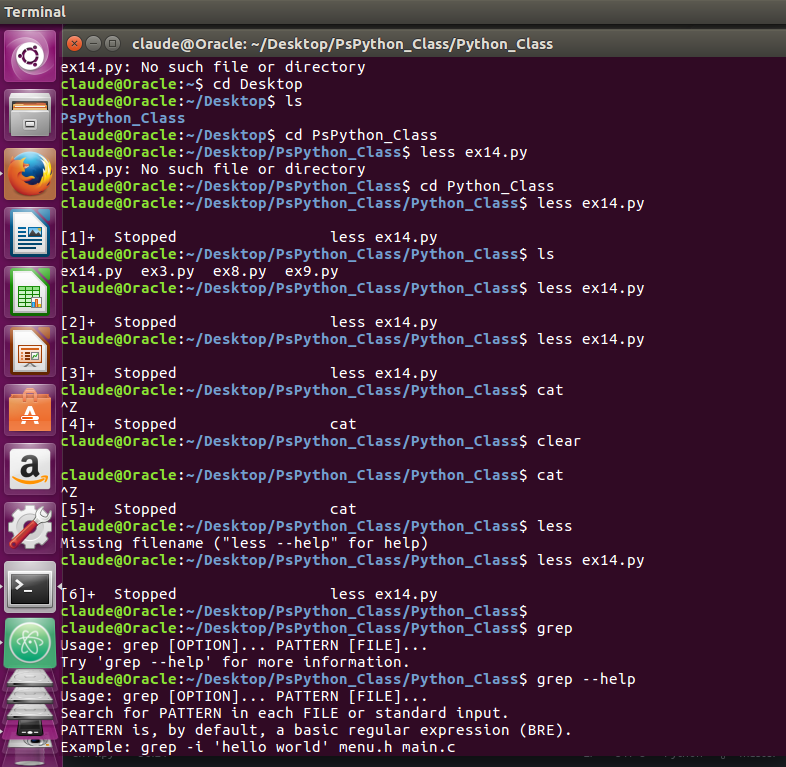 Terminal
claude@Oracle: ~/Desktop/PsPython_Class/Python_Class
ex14.py: No such file or directory
claude@Oracle:~$ cd Desktop
claude@Oracle:~/Desktop$ ls
PsPython_Class
claude@Oracle:~/Desktop$ cd PsPython_Class
claude@Oracle:~/Desktop/PsPython_Class$ less ex14.py
ex14.py: No such file or directory
claude@Oracle:~/Desktop/PsPython_Class$ cd Python_Class
claude@Oracle:~/Desktop/PsPython_Class/Python_Class$ less ex14.py
[1]+  Stopped                 less ex14.py
claude@Oracle:~/Desktop/PsPython_Class/Python_Class$ ls
ex14.py  ex3.py  ex8.py  ex9.py
claude@Oracle:~/Desktop/PsPython_Class/Python_Class$ less ex14.py
[2]+  Stopped                 less ex14.py
claude@Oracle:~/Desktop/PsPython_Class/Python_Class$ less ex14.py
[3]+  Stopped                 less ex14.py
claude@Oracle:~/Desktop/PsPython_Class/Python_Class$ cat
^Z
[4]+  Stopped                 cat
claude@Oracle:~/Desktop/PsPython_Class/Python_Class$ clear
claude@Oracle:~/Desktop/PsPython_Class/Python_Class$ cat
^Z
[5]+  Stopped                 cat
claude@Oracle:~/Desktop/PsPython_Class/Python_Class$ less
Missing filename ("less --help" for help)
claude@Oracle:~/Desktop/PsPython_Class/Python_Class$ less ex14.py
[6]+  Stopped                 less ex14.py
claude@Oracle:~/Desktop/PsPython_Class/Python_Class$
claude@Oracle:~/Desktop/PsPython_Class/Python_Class$ grep
Usage: grep [OPTION]... PATTERN [FILE]...
Try 'grep --help' for more information.
claude@Oracle:~/Desktop/PsPython_Class/Python_Class$ grep --help
Usage: grep [OPTION]... PATTERN [FILE]...
Search for PATTERN in each FILE or standard input.
PATTERN is, by default, a basic regular expression (BRE).
Example: grep -i 'hello world' menu.h main.c